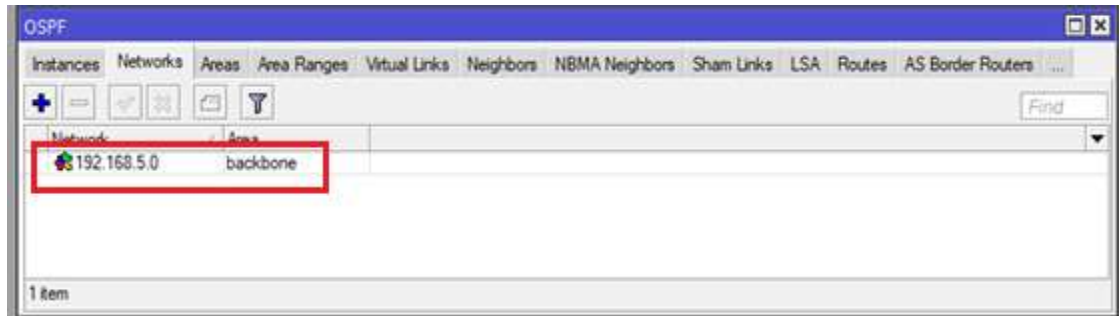 OSPF
Instances Networks Areas Area Ranges Virtual Links Neighbors NBMA Neighbors Sham Links LSA Routes AS Border Routers ...
Find
Network Area
192.168.5.0 backbone
1 item